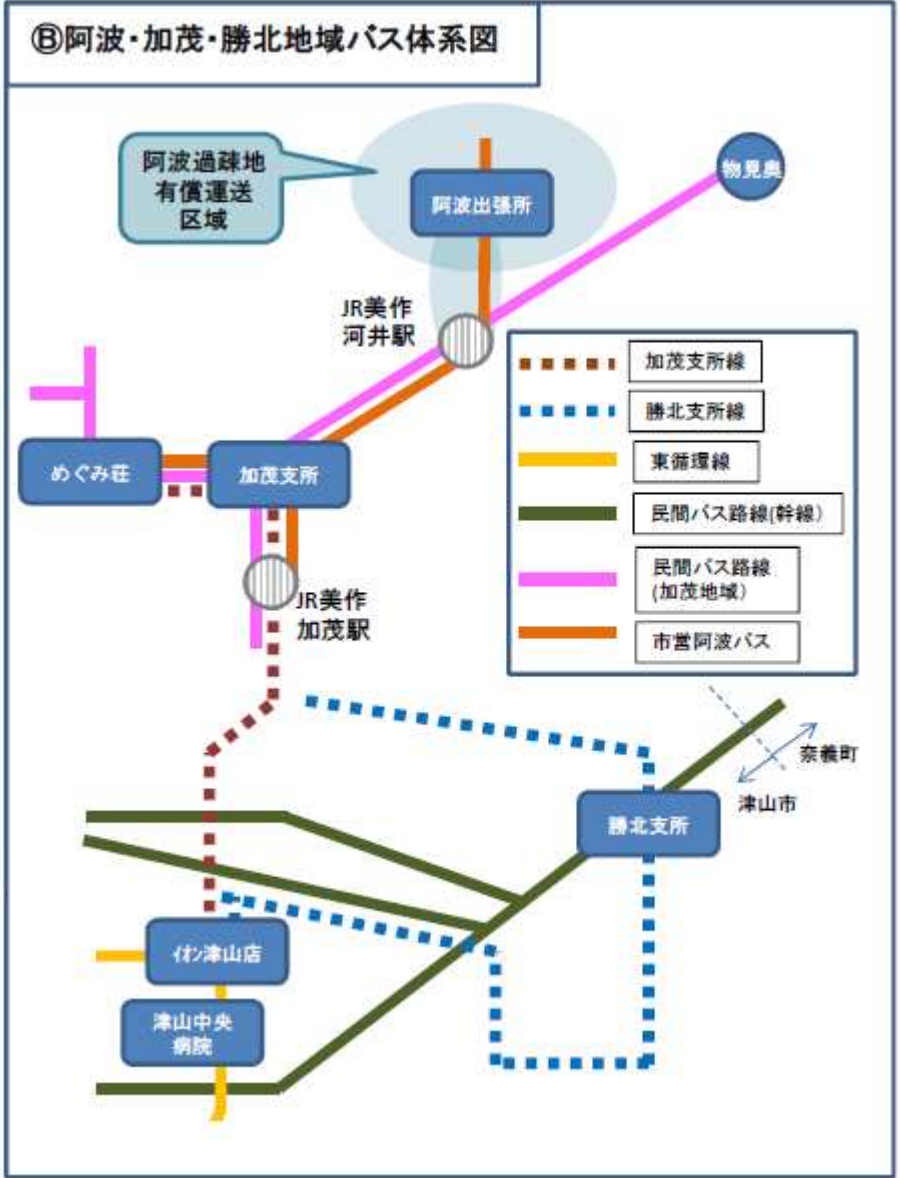 Ⓑ阿波・加茂・勝北地域バス体系図
阿波過疎地
有償運送
区域
阿波出張所
物見奥
JR美作
河井駅
加茂支所線
勝北支所線
東循環線
民間バス路線(幹線)
民間バス路線
(加茂地域)
市営阿波バス
めぐみ荘
加茂支所
JR美作
加茂駅
奈義町
津山市
勝北支所
ｲｵﾝ津山店
津山中央
病院